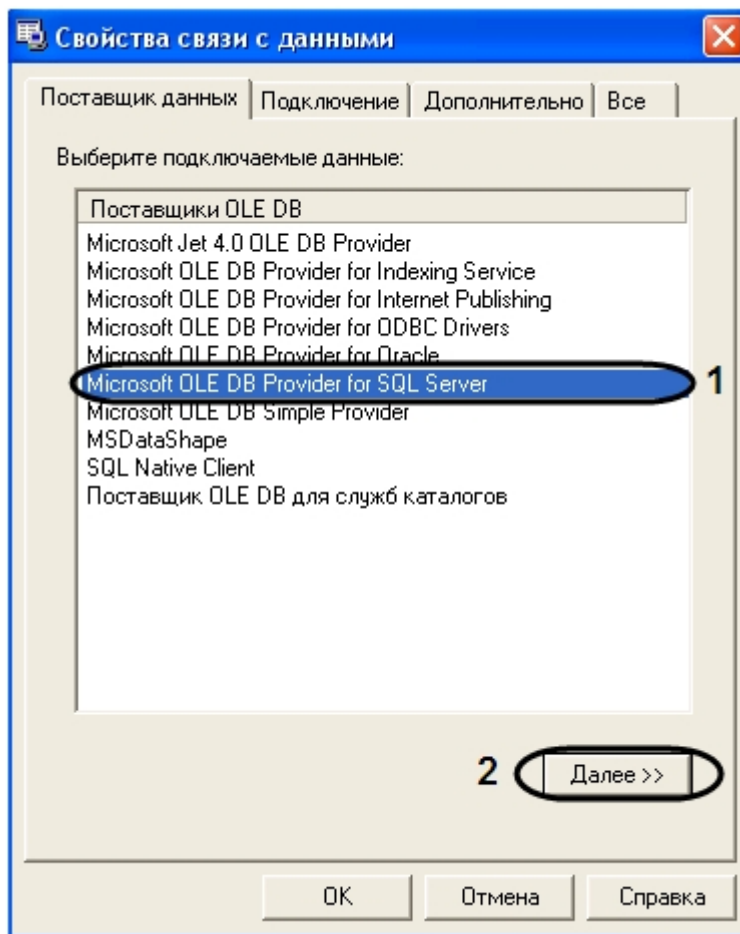 Свойства связи с данными
Поставщик данных Подключение Дополнительно Все
Выберите подключаемые данные:
Поставщики OLE DB
Microsoft Jet 4.0 OLE DB Provider
Microsoft OLE DB Provider for Indexing Service
Microsoft OLE DB Provider for Internet Publishing
Microsoft OLE DB Provider for ODBC Drivers
Microsoft OLE DB Provider for Oracle
Microsoft OLE DB Provider for SQL Server 1
Microsoft OLE DB Simple Provider
MSDataShape
SQL Native Client
Поставщик OLE DB для служб каталогов
2 Далее >>
OK Отмена Справка